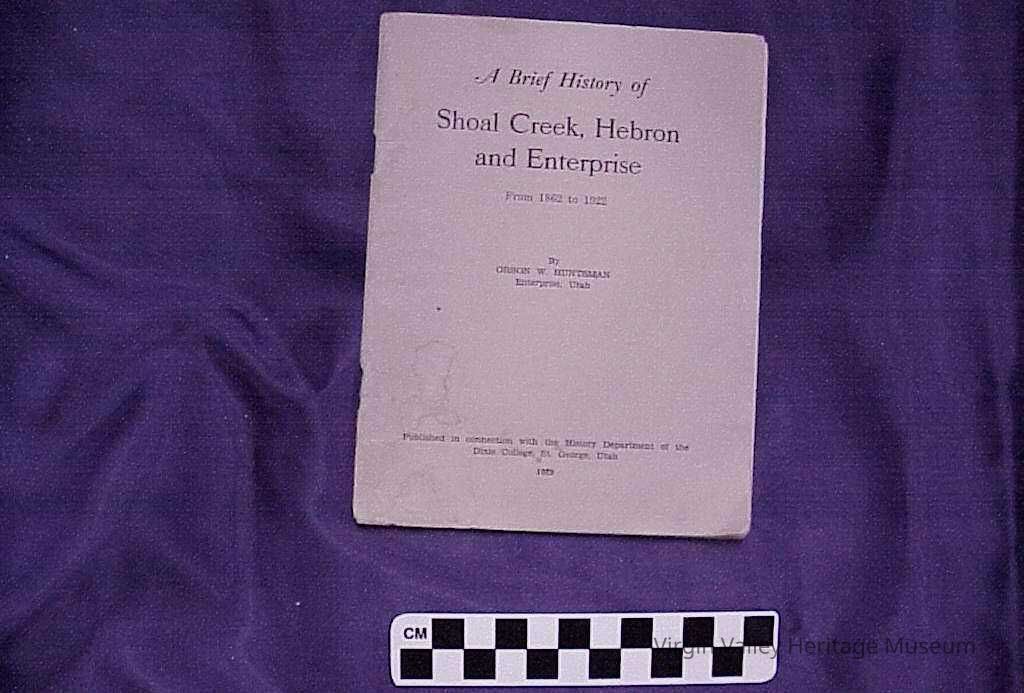 A Brief History of
Shoal Creek, Hebron
and Enterprise
From 1862 to 1922
By
ORSON W. HUNTSMAN
Enterprise, Utah
Published in connection with the History Department of the
Dixie College, St. George, Utah
1929
CM
Virgin Valley Heritage Museum